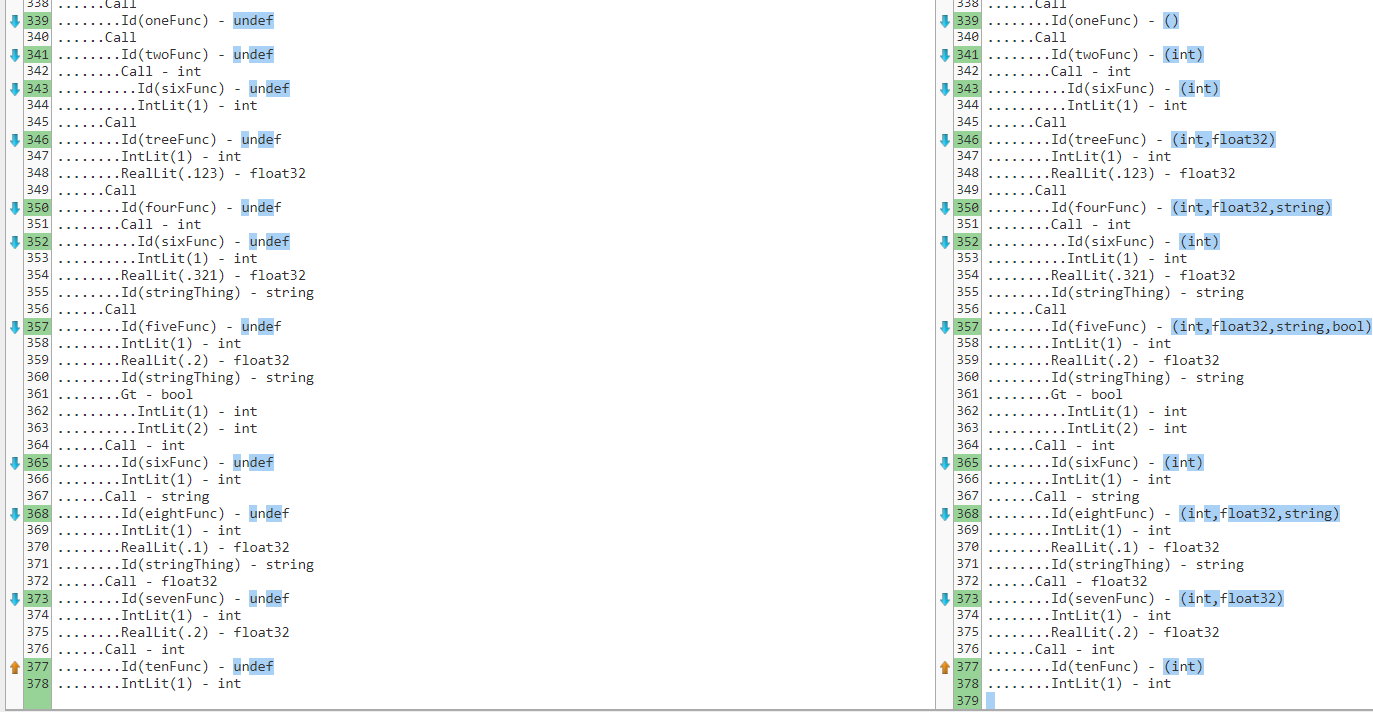 338 ......Call
339 ........Id(oneFunc) - undef
340 ......Call
341 ........Id(twoFunc) - undef
342 ........Call - int
343 ..........Id(sixFunc) - undef
344 ..........IntLit(1) - int
345 ......Call
346 ........Id(treeFunc) - undef
347 ........IntLit(1) - int
348 ........RealLit(.123) - float32
349 ......Call
350 ........Id(fourFunc) - undef
351 ........Call - int
352 ..........Id(sixFunc) - undef
353 ..........IntLit(1) - int
354 ........RealLit(.321) - float32
355 ........Id(stringThing) - string
356 ......Call
357 ........Id(fiveFunc) - undef
358 ........IntLit(1) - int
359 ........RealLit(.2) - float32
360 ........Id(stringThing) - string
361 ........Gt - bool
362 ..........IntLit(1) - int
363 ..........IntLit(2) - int
364 ......Call - int
365 ........Id(sixFunc) - undef
366 ........IntLit(1) - int
367 ......Call - string
368 ........Id(eightFunc) - undef
369 ........IntLit(1) - int
370 ........RealLit(.1) - float32
371 ........Id(stringThing) - string
372 ......Call - float32
373 ........Id(sevenFunc) - undef
374 ........IntLit(1) - int
375 ........RealLit(.2) - float32
376 ......Call - int
377 ........Id(tenFunc) - undef
378 ........IntLit(1) - int
338 ......Call
339 ........Id(oneFunc) - ()
340 ......Call
341 ........Id(twoFunc) - (int)
342 ........Call - int
343 ..........Id(sixFunc) - (int)
344 ..........IntLit(1) - int
345 ......Call
346 ........Id(treeFunc) - (int,float32)
347 ........IntLit(1) - int
348 ........RealLit(.123) - float32
349 ......Call
350 ........Id(fourFunc) - (int,float32,string)
351 ........Call - int
352 ..........Id(sixFunc) - (int)
353 ..........IntLit(1) - int
354 ........RealLit(.321) - float32
355 ........Id(stringThing) - string
356 ......Call
357 ........Id(fiveFunc) - (int,float32,string,bool)
358 ........IntLit(1) - int
359 ........RealLit(.2) - float32
360 ........Id(stringThing) - string
361 ........Gt - bool
362 ..........IntLit(1) - int
363 ..........IntLit(2) - int
364 ......Call - int
365 ........Id(sixFunc) - (int)
366 ........IntLit(1) - int
367 ......Call - string
368 ........Id(eightFunc) - (int,float32,string)
369 ........IntLit(1) - int
370 ........RealLit(.1) - float32
371 ........Id(stringThing) - string
372 ......Call - float32
373 ........Id(sevenFunc) - (int,float32)
374 ........IntLit(1) - int
375 ........RealLit(.2) - float32
376 ......Call - int
377 ........Id(tenFunc) - (int)
378 ........IntLit(1) - int
379